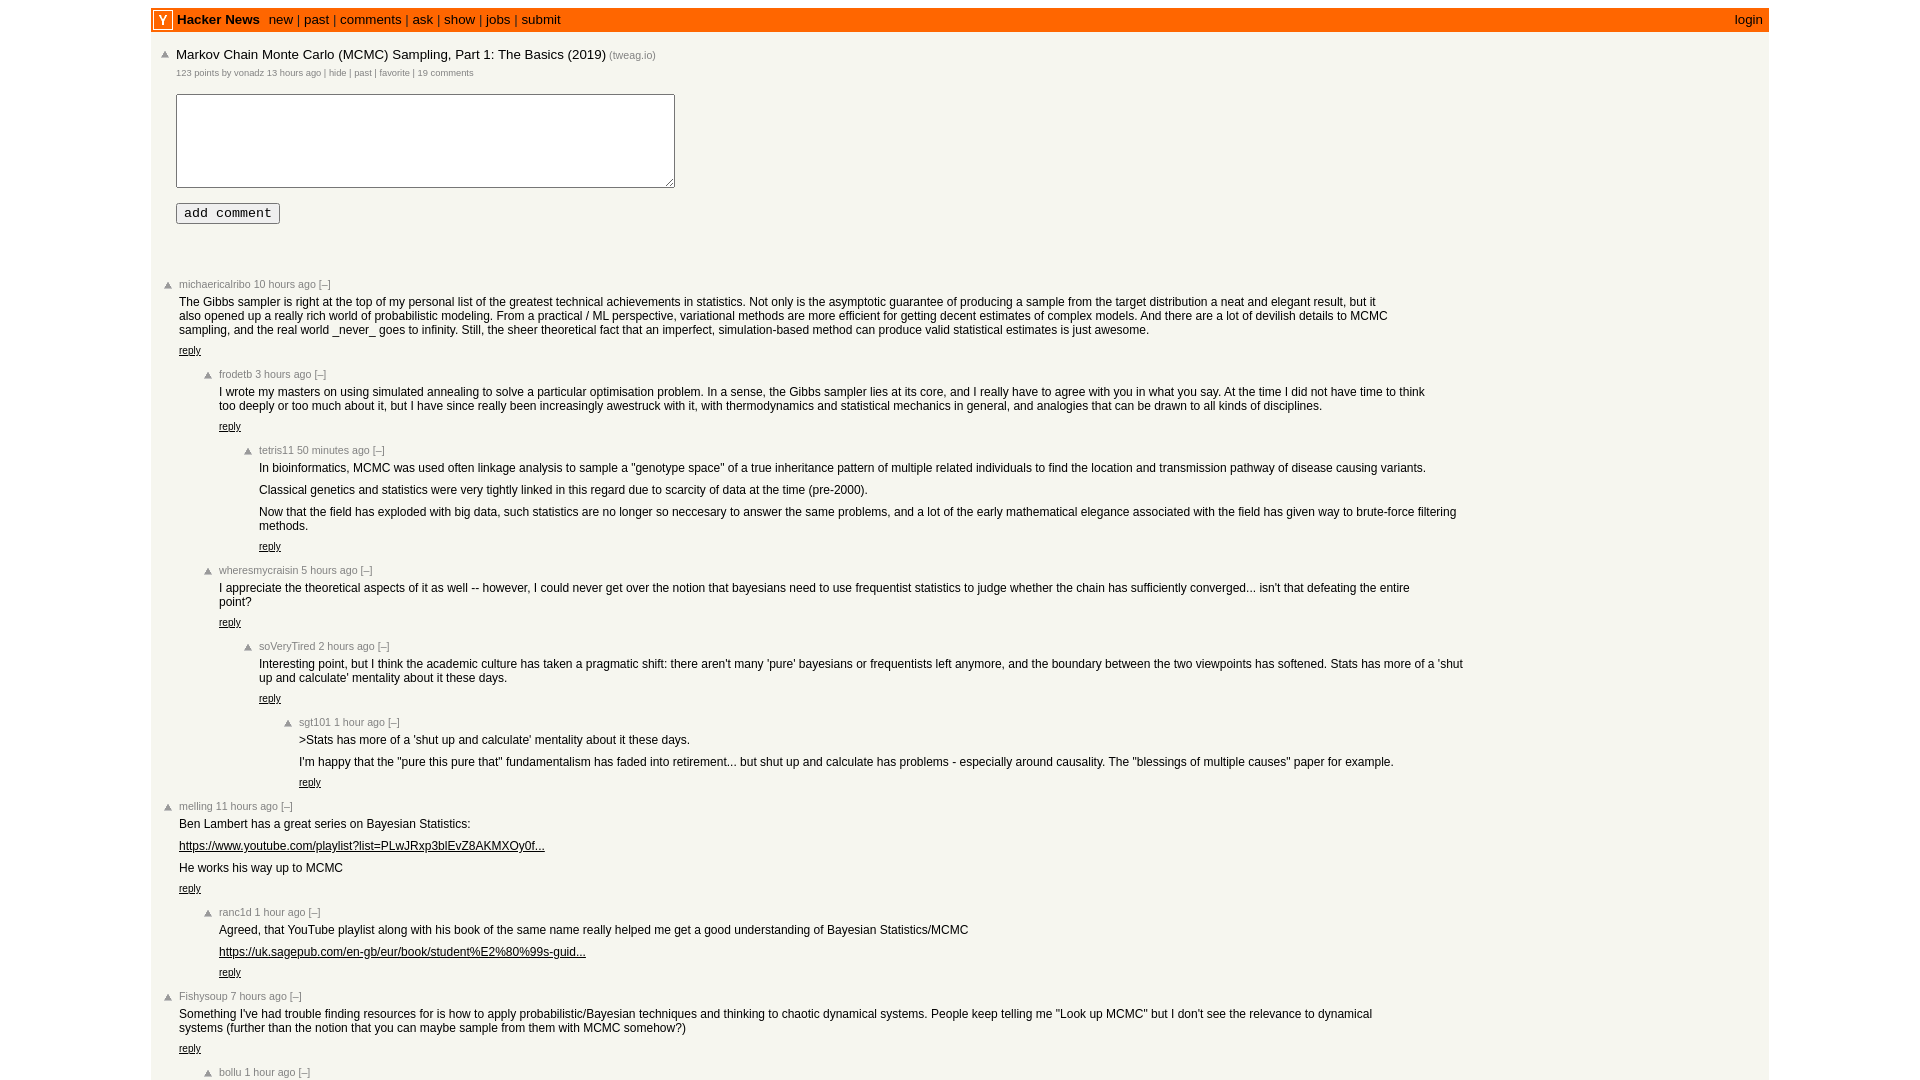 Y Hacker News new | past | comments | ask | show | jobs | submit login
Markov Chain Monte Carlo (MCMC) Sampling, Part 1: The Basics (2019) (tweag.io)
123 points by vonadz 13 hours ago | hide | past | favorite | 19 comments
add comment
michaericalribo 10 hours ago [–]
The Gibbs sampler is right at the top of my personal list of the greatest technical achievements in statistics. Not only is the asymptotic guarantee of producing a sample from the target distribution a neat and elegant result, but it
also opened up a really rich world of probabilistic modeling. From a practical / ML perspective, variational methods are more efficient for getting decent estimates of complex models. And there are a lot of devilish details to MCMC
sampling, and the real world _never_ goes to infinity. Still, the sheer theoretical fact that an imperfect, simulation-based method can produce valid statistical estimates is just awesome.
reply
frodetb 3 hours ago [–]
I wrote my masters on using simulated annealing to solve a particular optimisation problem. In a sense, the Gibbs sampler lies at its core, and I really have to agree with you in what you say. At the time I did not have time to think
too deeply or too much about it, but I have since really been increasingly awestruck with it, with thermodynamics and statistical mechanics in general, and analogies that can be drawn to all kinds of disciplines.
reply
tetris11 50 minutes ago [–]
In bioinformatics, MCMC was used often linkage analysis to sample a "genotype space" of a true inheritance pattern of multiple related individuals to find the location and transmission pathway of disease causing variants.
Classical genetics and statistics were very tightly linked in this regard due to scarcity of data at the time (pre-2000).
Now that the field has exploded with big data, such statistics are no longer so neccesary to answer the same problems, and a lot of the early mathematical elegance associated with the field has given way to brute-force filtering
methods.
reply
wheresmycraisin 5 hours ago [–]
I appreciate the theoretical aspects of it as well -- however, I could never get over the notion that bayesians need to use frequentist statistics to judge whether the chain has sufficiently converged... isn't that defeating the entire
point?
reply
soVeryTired 2 hours ago [–]
Interesting point, but I think the academic culture has taken a pragmatic shift: there aren't many 'pure' bayesians or frequentists left anymore, and the boundary between the two viewpoints has softened. Stats has more of a 'shut
up and calculate' mentality about it these days.
reply
sgt101 1 hour ago [–]
>Stats has more of a 'shut up and calculate' mentality about it these days.
I'm happy that the "pure this pure that" fundamentalism has faded into retirement... but shut up and calculate has problems - especially around causality. The "blessings of multiple causes" paper for example.
reply
melling 11 hours ago [–]
Ben Lambert has a great series on Bayesian Statistics:
https://www.youtube.com/playlist?list=PLwJRxp3blEvZ8AKMXOy0f...
He works his way up to MCMC
reply
ranc1d 1 hour ago [–]
Agreed, that YouTube playlist along with his book of the same name really helped me get a good understanding of Bayesian Statistics/MCMC
https://uk.sagepub.com/en-gb/eur/book/student%E2%80%99s-guid...
reply
Fishysoup 7 hours ago [–]
Something I've had trouble finding resources for is how to apply probabilistic/Bayesian techniques and thinking to chaotic dynamical systems. People keep telling me "Look up MCMC" but I don't see the relevance to dynamical
systems (further than the notion that you can maybe sample from them with MCMC somehow?)
reply
bollu 1 hour ago [–]